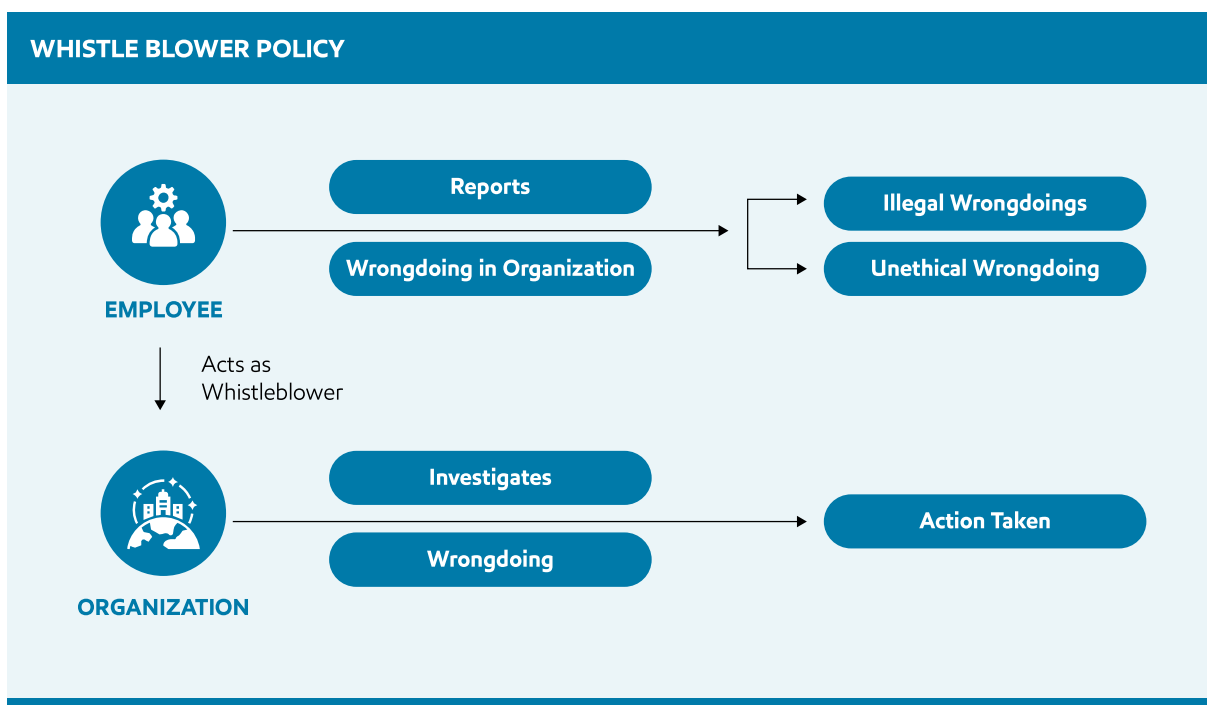 WHISTLE BLOWER POLICY
Reports
Wrongdoing in Organization
Illegal Wrongdoings
Unethical Wrongdoing
EMPLOYEE
Acts as
Whistleblower
Investigates
Wrongdoing
Action Taken
ORGANIZATION